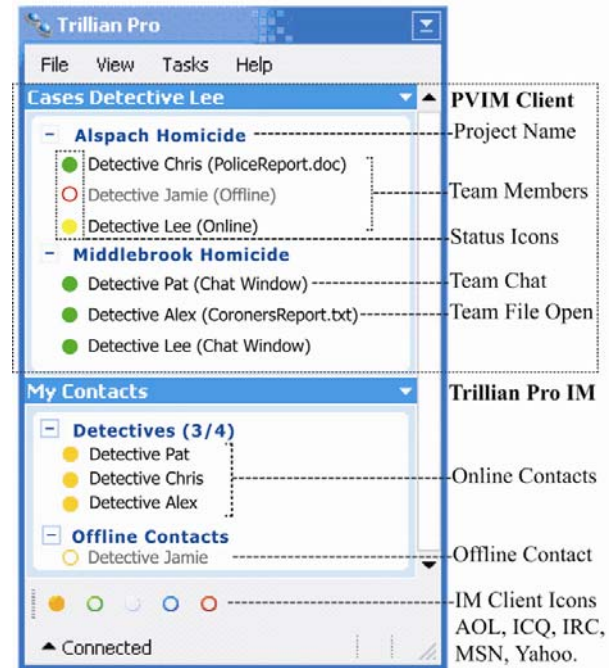 Trillian Pro
File View Tasks Help
Cases Detective Lee
PVIM Client
Alspach Homicide
Project Name
Detective Chris (PoliceReport.doc)
Detective Jamie (Offline)
Team Members
Detective Lee (Online)
Status Icons
Middlebrook Homicide
Detective Pat (Chat Window)
Team Chat
Detective Alex (CoronersReport.txt)
Team File Open
Detective Lee (Chat Window)
My Contacts
Trillian Pro IM
Detectives (3/4)
Detective Pat
Detective Chris
Online Contacts
Detective Alex
Offline Contacts
Detective Jamie
Offline Contact
IM Client Icons
AOL, ICQ, IRC,
MSN, Yahoo.
Connected